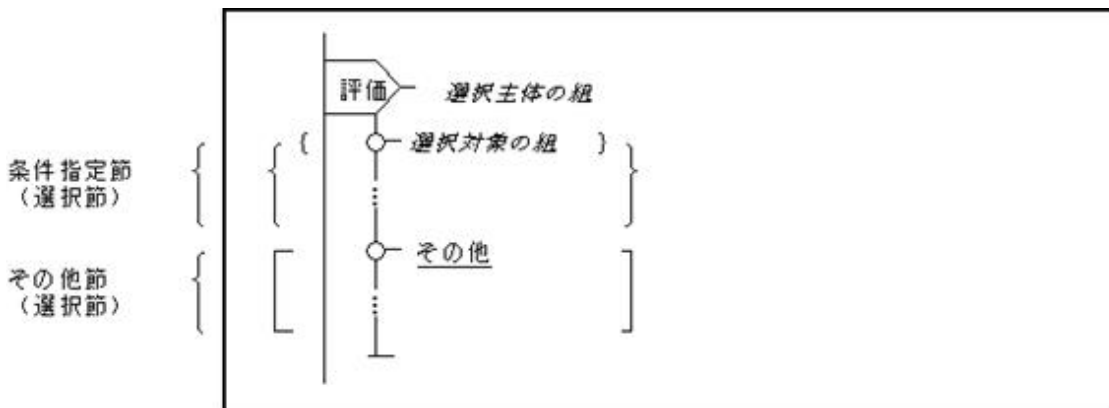 評価 選択主体の組
{ 選択対象の組 }
条件指定節
(選択節)
その他
その他節
(選択節)